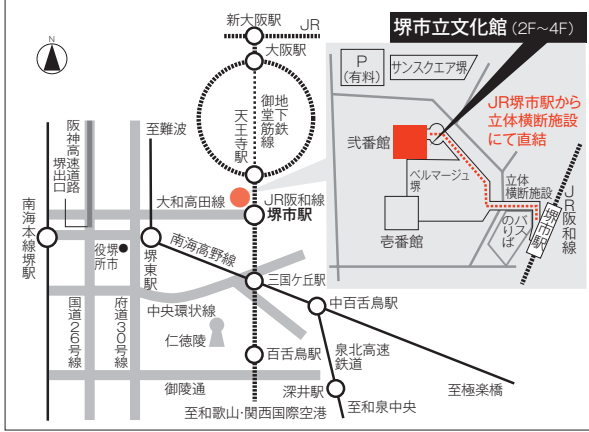 新大阪駅
JR
N
大阪駅
地下鉄
御堂筋線
天王寺駅
阪神高速道路
堺出口
至難波
大和高田線
JR阪和線
堺市駅
南海本線堺駅
堺市
役所
堺東駅
南海高野線
三国ケ丘駅
中央環状線
仁徳陵
国道26号線
府道30号線
中百舌鳥駅
百舌鳥駅
泉北高速
鉄道
御陵通
深井駅
至極楽橋
至和泉中央
至和歌山・関西国際空港
堺市立文化館 (2F~4F)
P
(有料)
サンスクエア堺
JR堺市駅から
立体横断施設
にて直結
弐番館
ベルマージュ
堺
壱番館
立体
横断施設
バス
のりば
堺市駅
JR阪和線